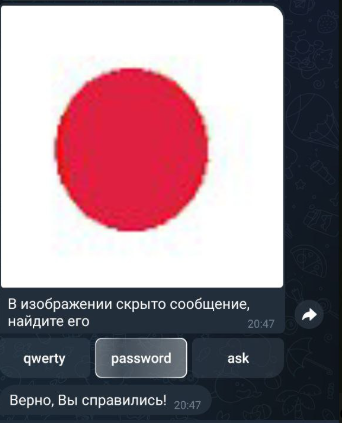 В изображении скрыто сообщение,
найдите его
20:47
qwerty password ask
Верно, Вы справились! 20:47